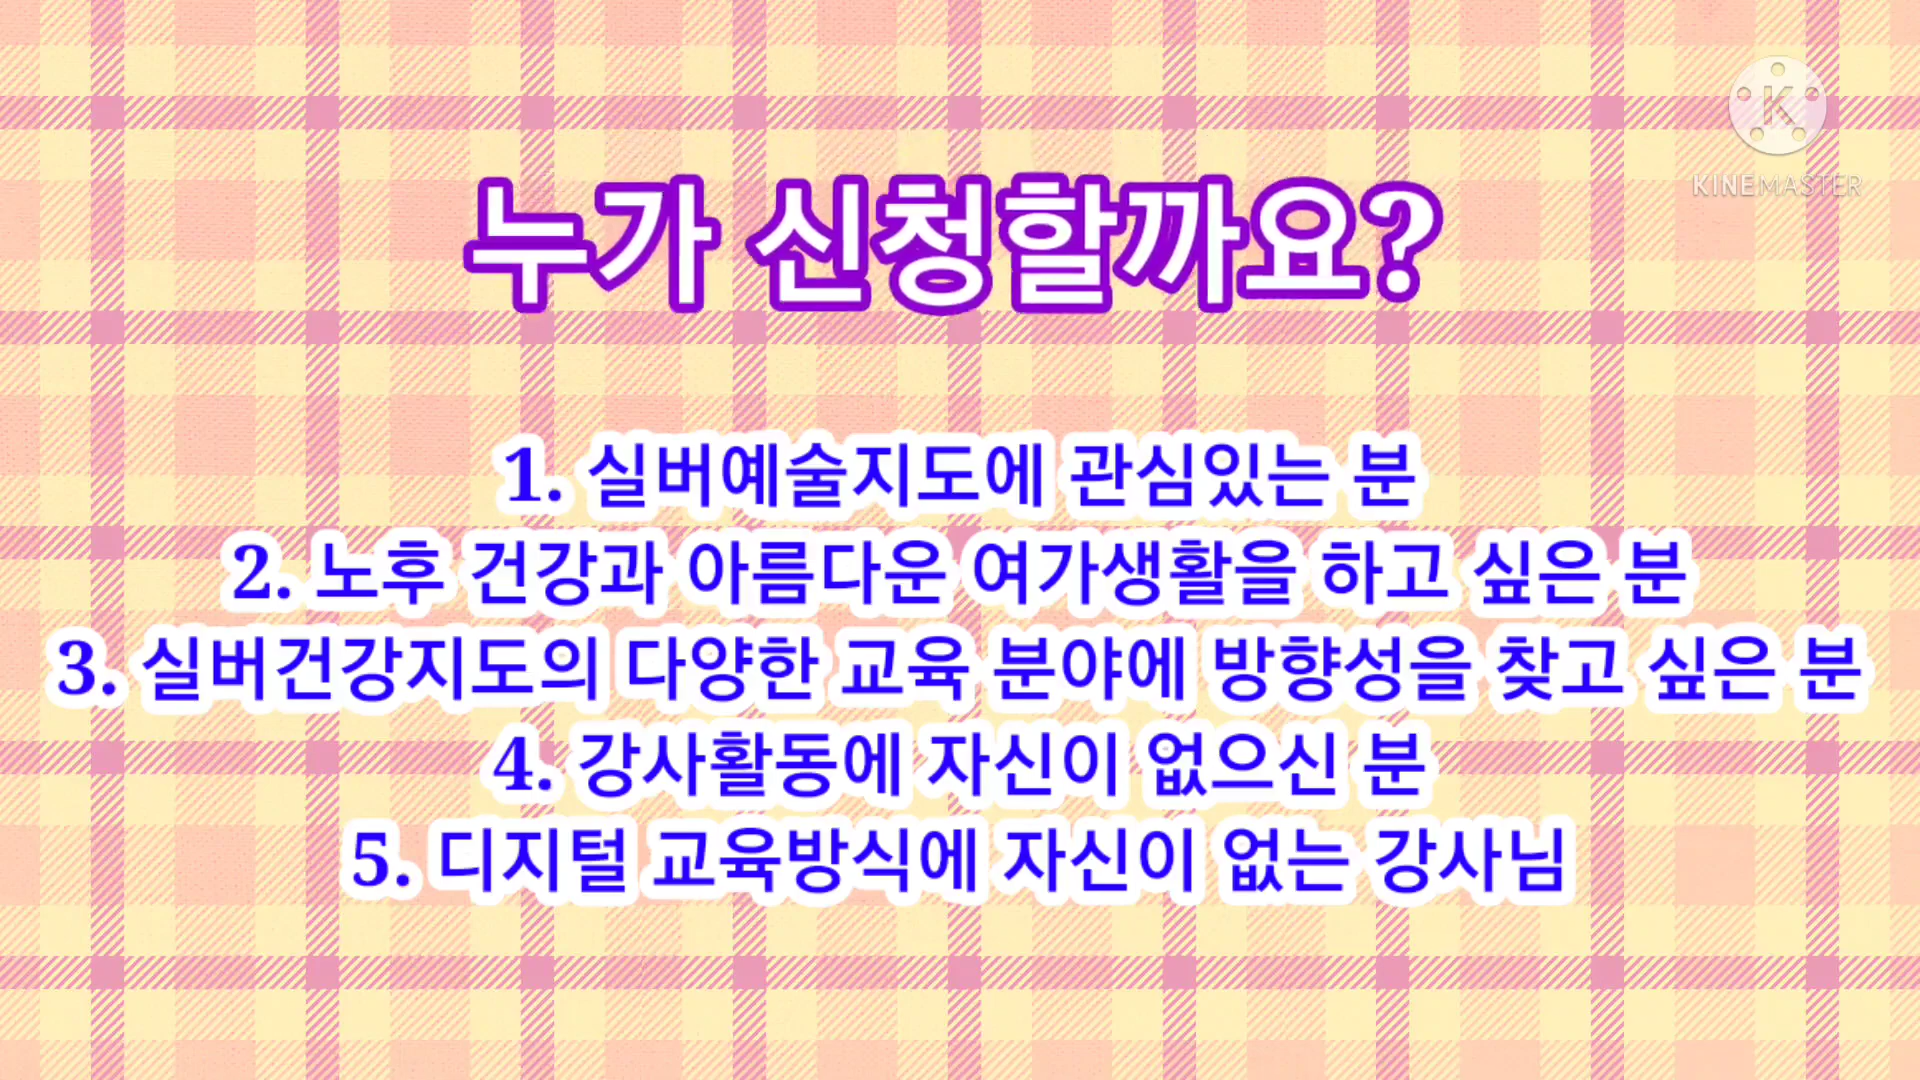 KINEMASTER
누가 신청할까요?
1. 실버예술지도에 관심있는 분
2. 노후 건강과 아름다운 여가생활을 하고 싶은 분
3. 실버건강지도의 다양한 교육 분야에 방향성을 찾고 싶은 분
4. 강사활동에 자신이 없으신 분
5. 디지털 교육방식에 자신이 없는 강사님